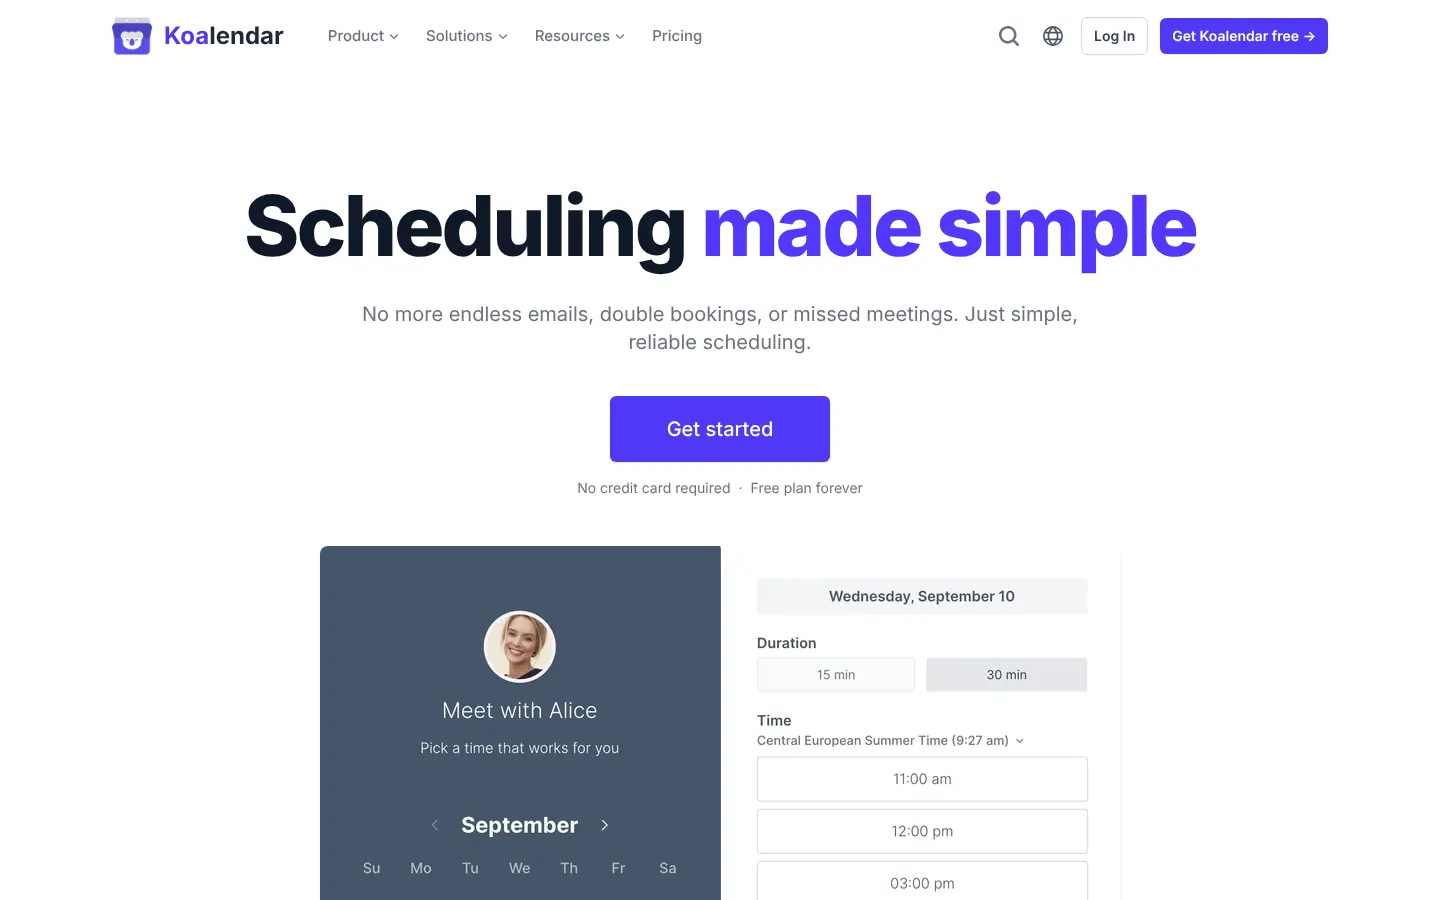 Koalendar
Product
Solutions
Resources
Pricing
Log In
Get Koalendar free →
Scheduling made simple
No more endless emails, double bookings, or missed meetings. Just simple,
reliable scheduling.
Get started
No credit card required · Free plan forever
Meet with Alice
Pick a time that works for you
September
Su Mo Tu We Th Fr Sa
Wednesday, September 10
Duration
15 min
30 min
Time
Central European Summer Time (9:27 am)
11:00 am
12:00 pm
03:00 pm